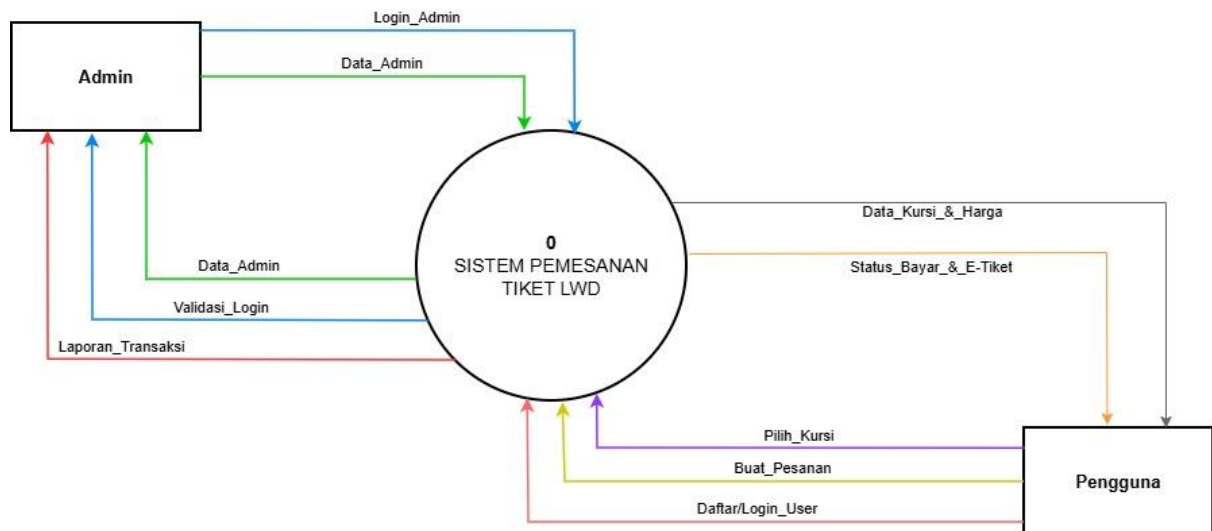 Login_Admin
Admin
Data_Admin
Data_Kursi_&_Harga
0
SISTEM PEMESANAN
TIKET LWD
Status_Bayar_&_E-Tiket
Data_Admin
Validasi_Login
Laporan_Transaksi
Pilih_Kursi
Buat_Pesanan
Pengguna
Daftar/Login_User